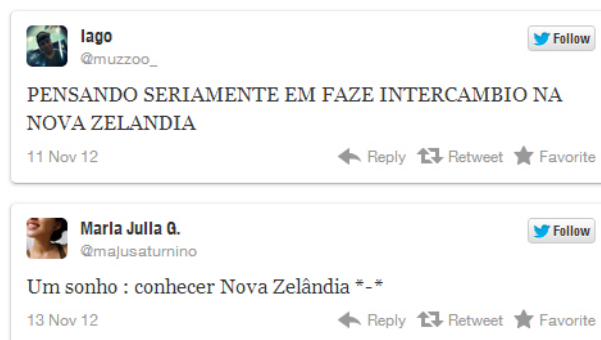 Iago
Follow
@muzzoo_
PENSANDO SERIAMENTE EM FAZE INTERCAMBIO NA
NOVA ZELANDIA
11 Nov 12 Reply Retweet Favorite
Maria Julia G.
Follow
@majusaturnino
Um sonho : conhecer Nova Zelândia *-*
13 Nov 12 Reply Retweet Favorite